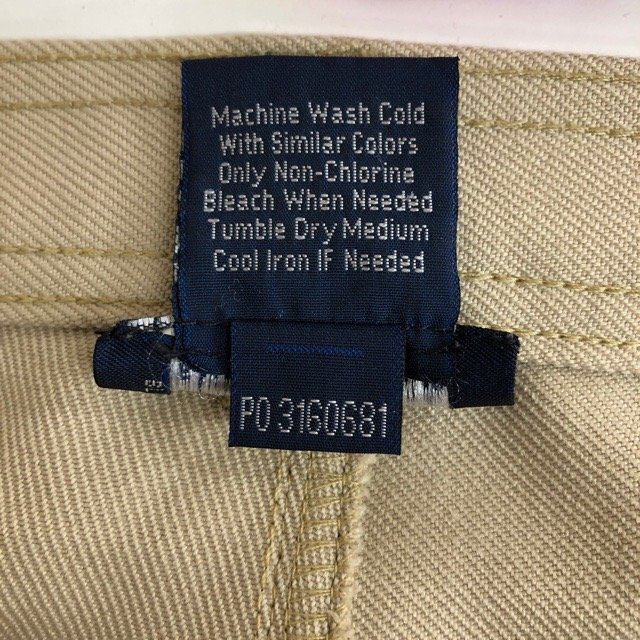 Machine Wash Cold
With Similar Colors
Only Non-Chlorine
Bleach When Needed
Tumble Dry Medium
Cool Iron IF Needed
PO 3160681